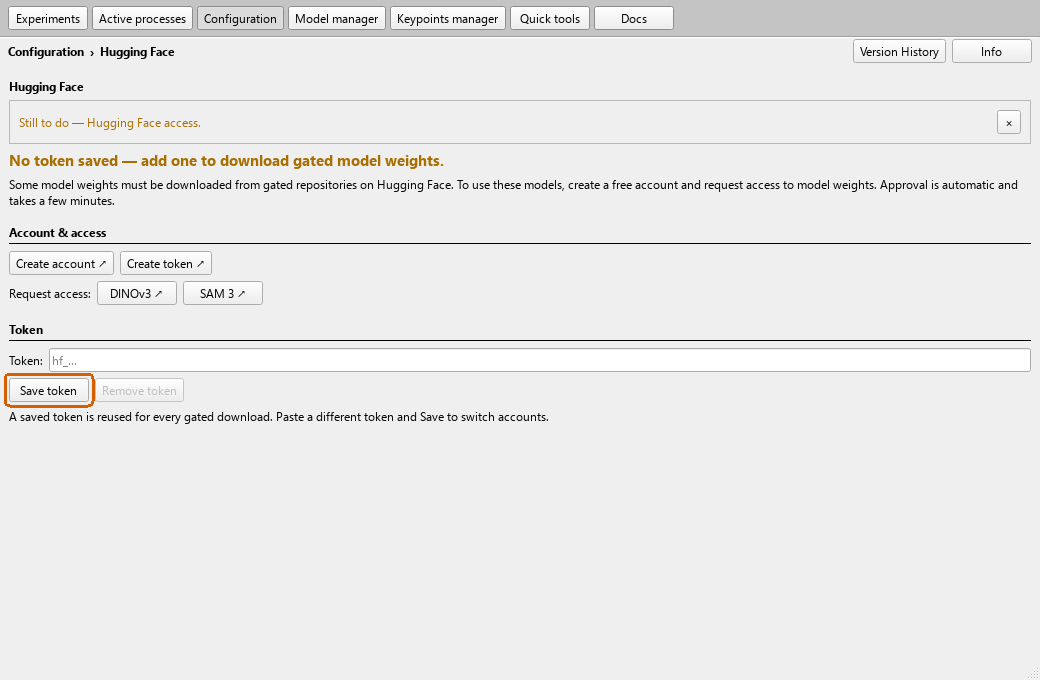 Experiments Active processes Configuration Model manager Keypoints manager Quick tools Docs
Configuration › Hugging Face Version History Info
Hugging Face
Still to do — Hugging Face access. ×
No token saved — add one to download gated model weights.
Some model weights must be downloaded from gated repositories on Hugging Face. To use these models, create a free account and request access to model weights. Approval is automatic and
takes a few minutes.
Account & access
Create account ↗ Create token ↗
Request access: DINOv3 ↗ SAM 3 ↗
Token
Token: hf_...
Save token Remove token
A saved token is reused for every gated download. Paste a different token and Save to switch accounts.